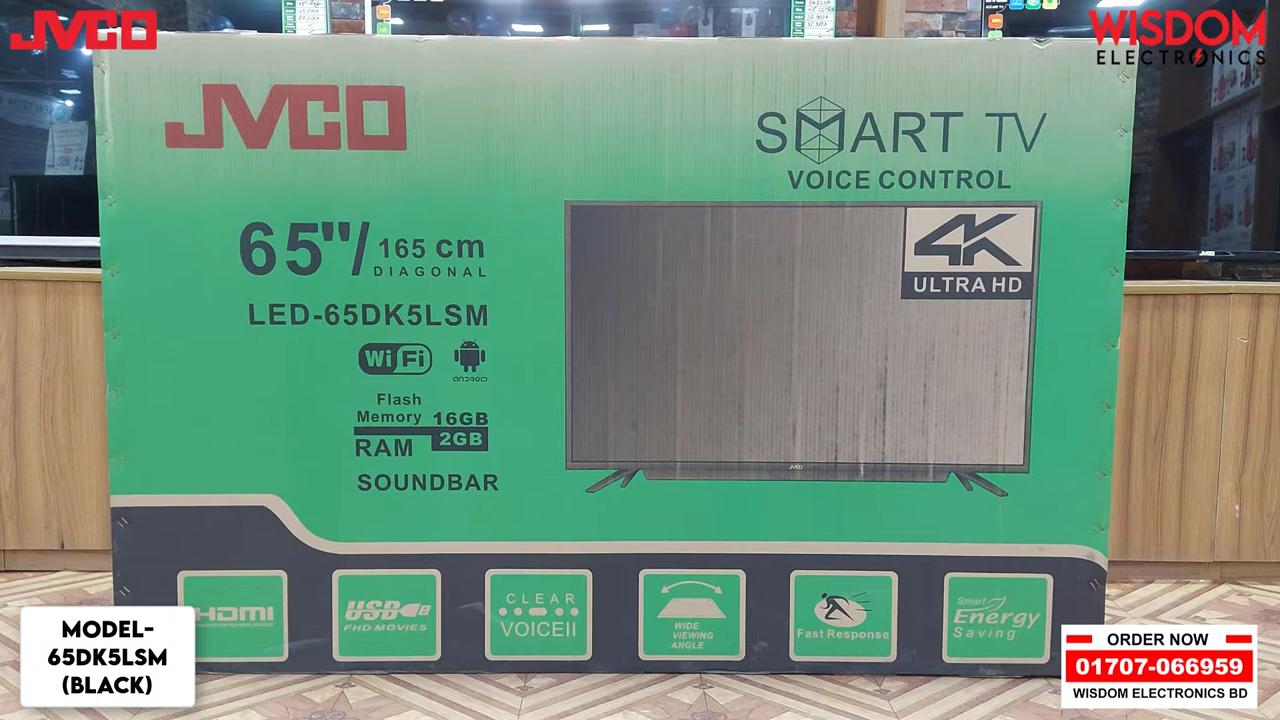 JVCO
WISDOM
ELECTRONICS
JVCO
SMART TV
VOICE CONTROL
65"/ 165 cm
DIAGONAL
LED-65DK5LSM
WiFi
ANDROID
Flash
Memory 16GB
RAM 2GB
SOUNDBAR
4K
ULTRA HD
JVCO
HDMI
USB
FHD MOVIES
CLEAR
VOICEII
WIDE
VIEWING
ANGLE
Fast Response
Smart
Energy
Saving
MODEL-
65DK5LSM
(BLACK)
ORDER NOW
01707-066959
WISDOM ELECTRONICS BD